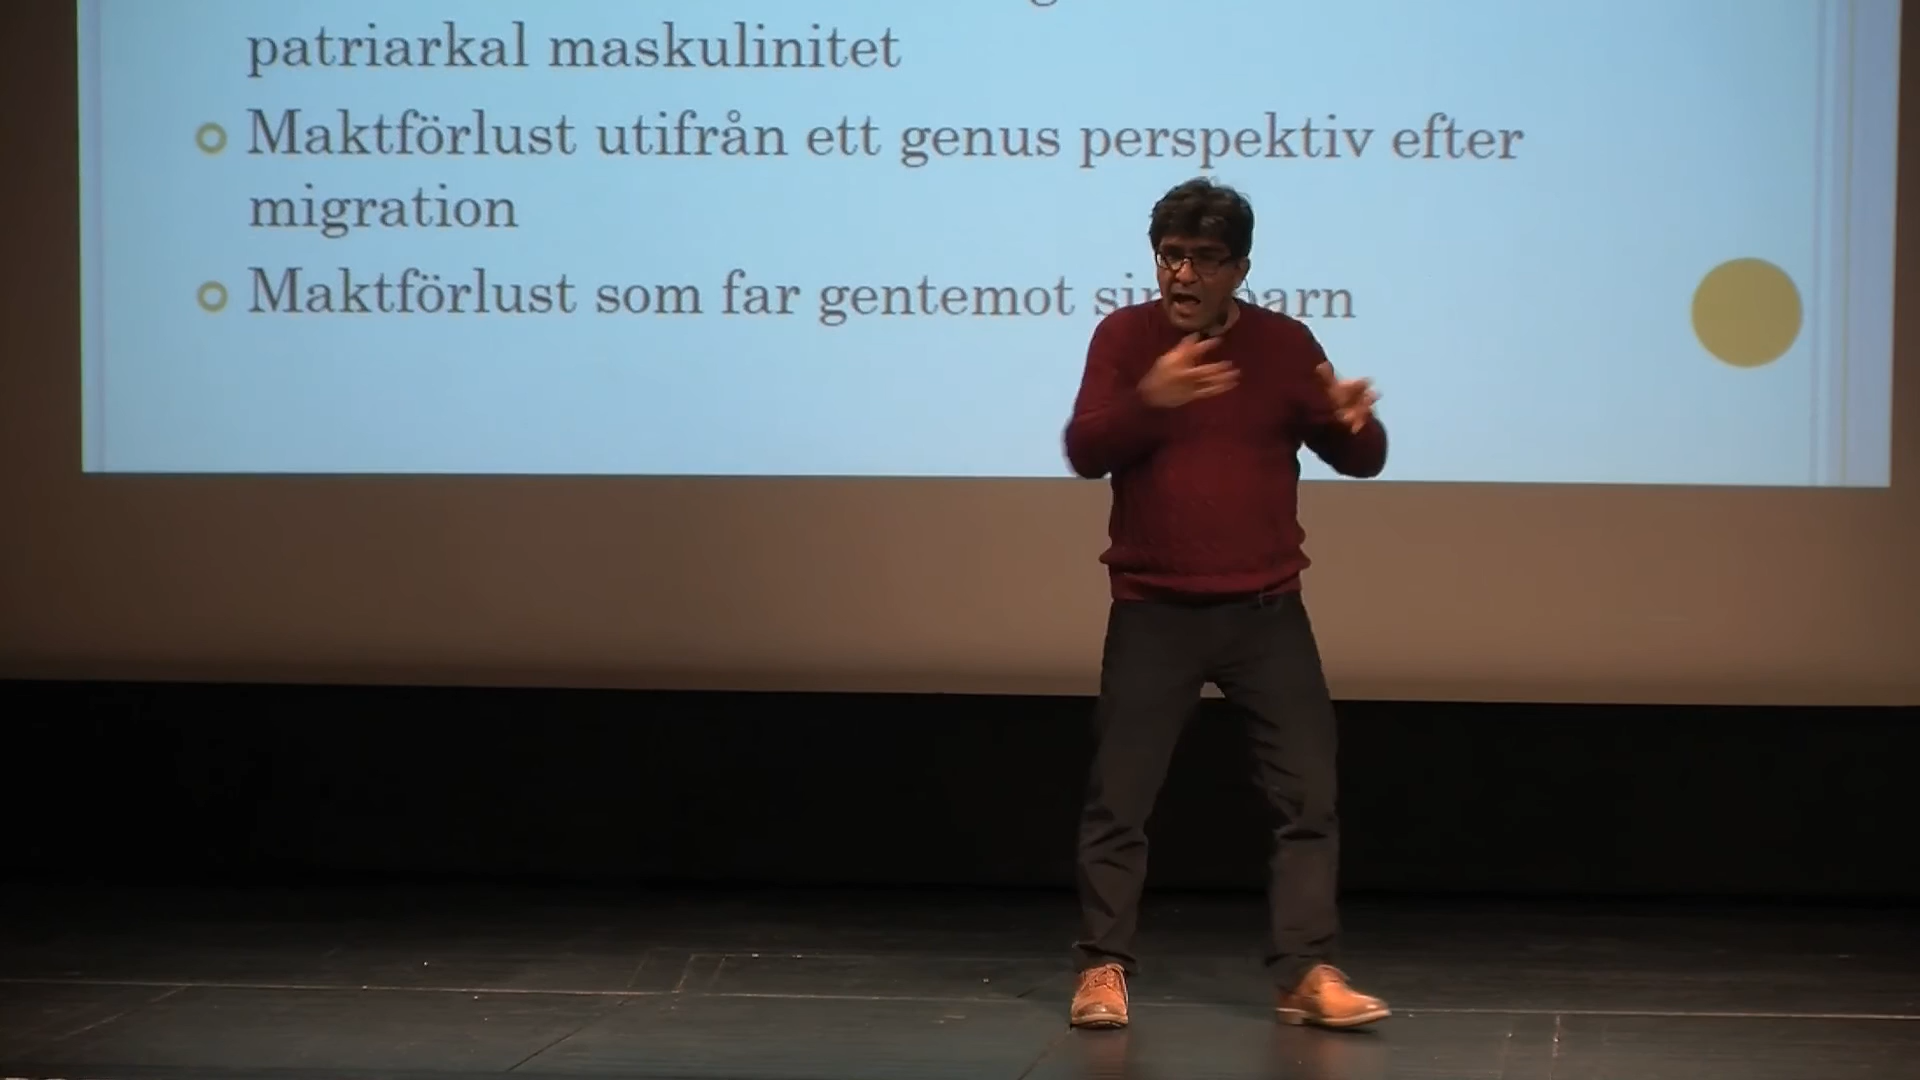 patriarkal maskulinitet
Maktförlust utifrån ett genus perspektiv efter
migration
Maktförlust som far gentemot